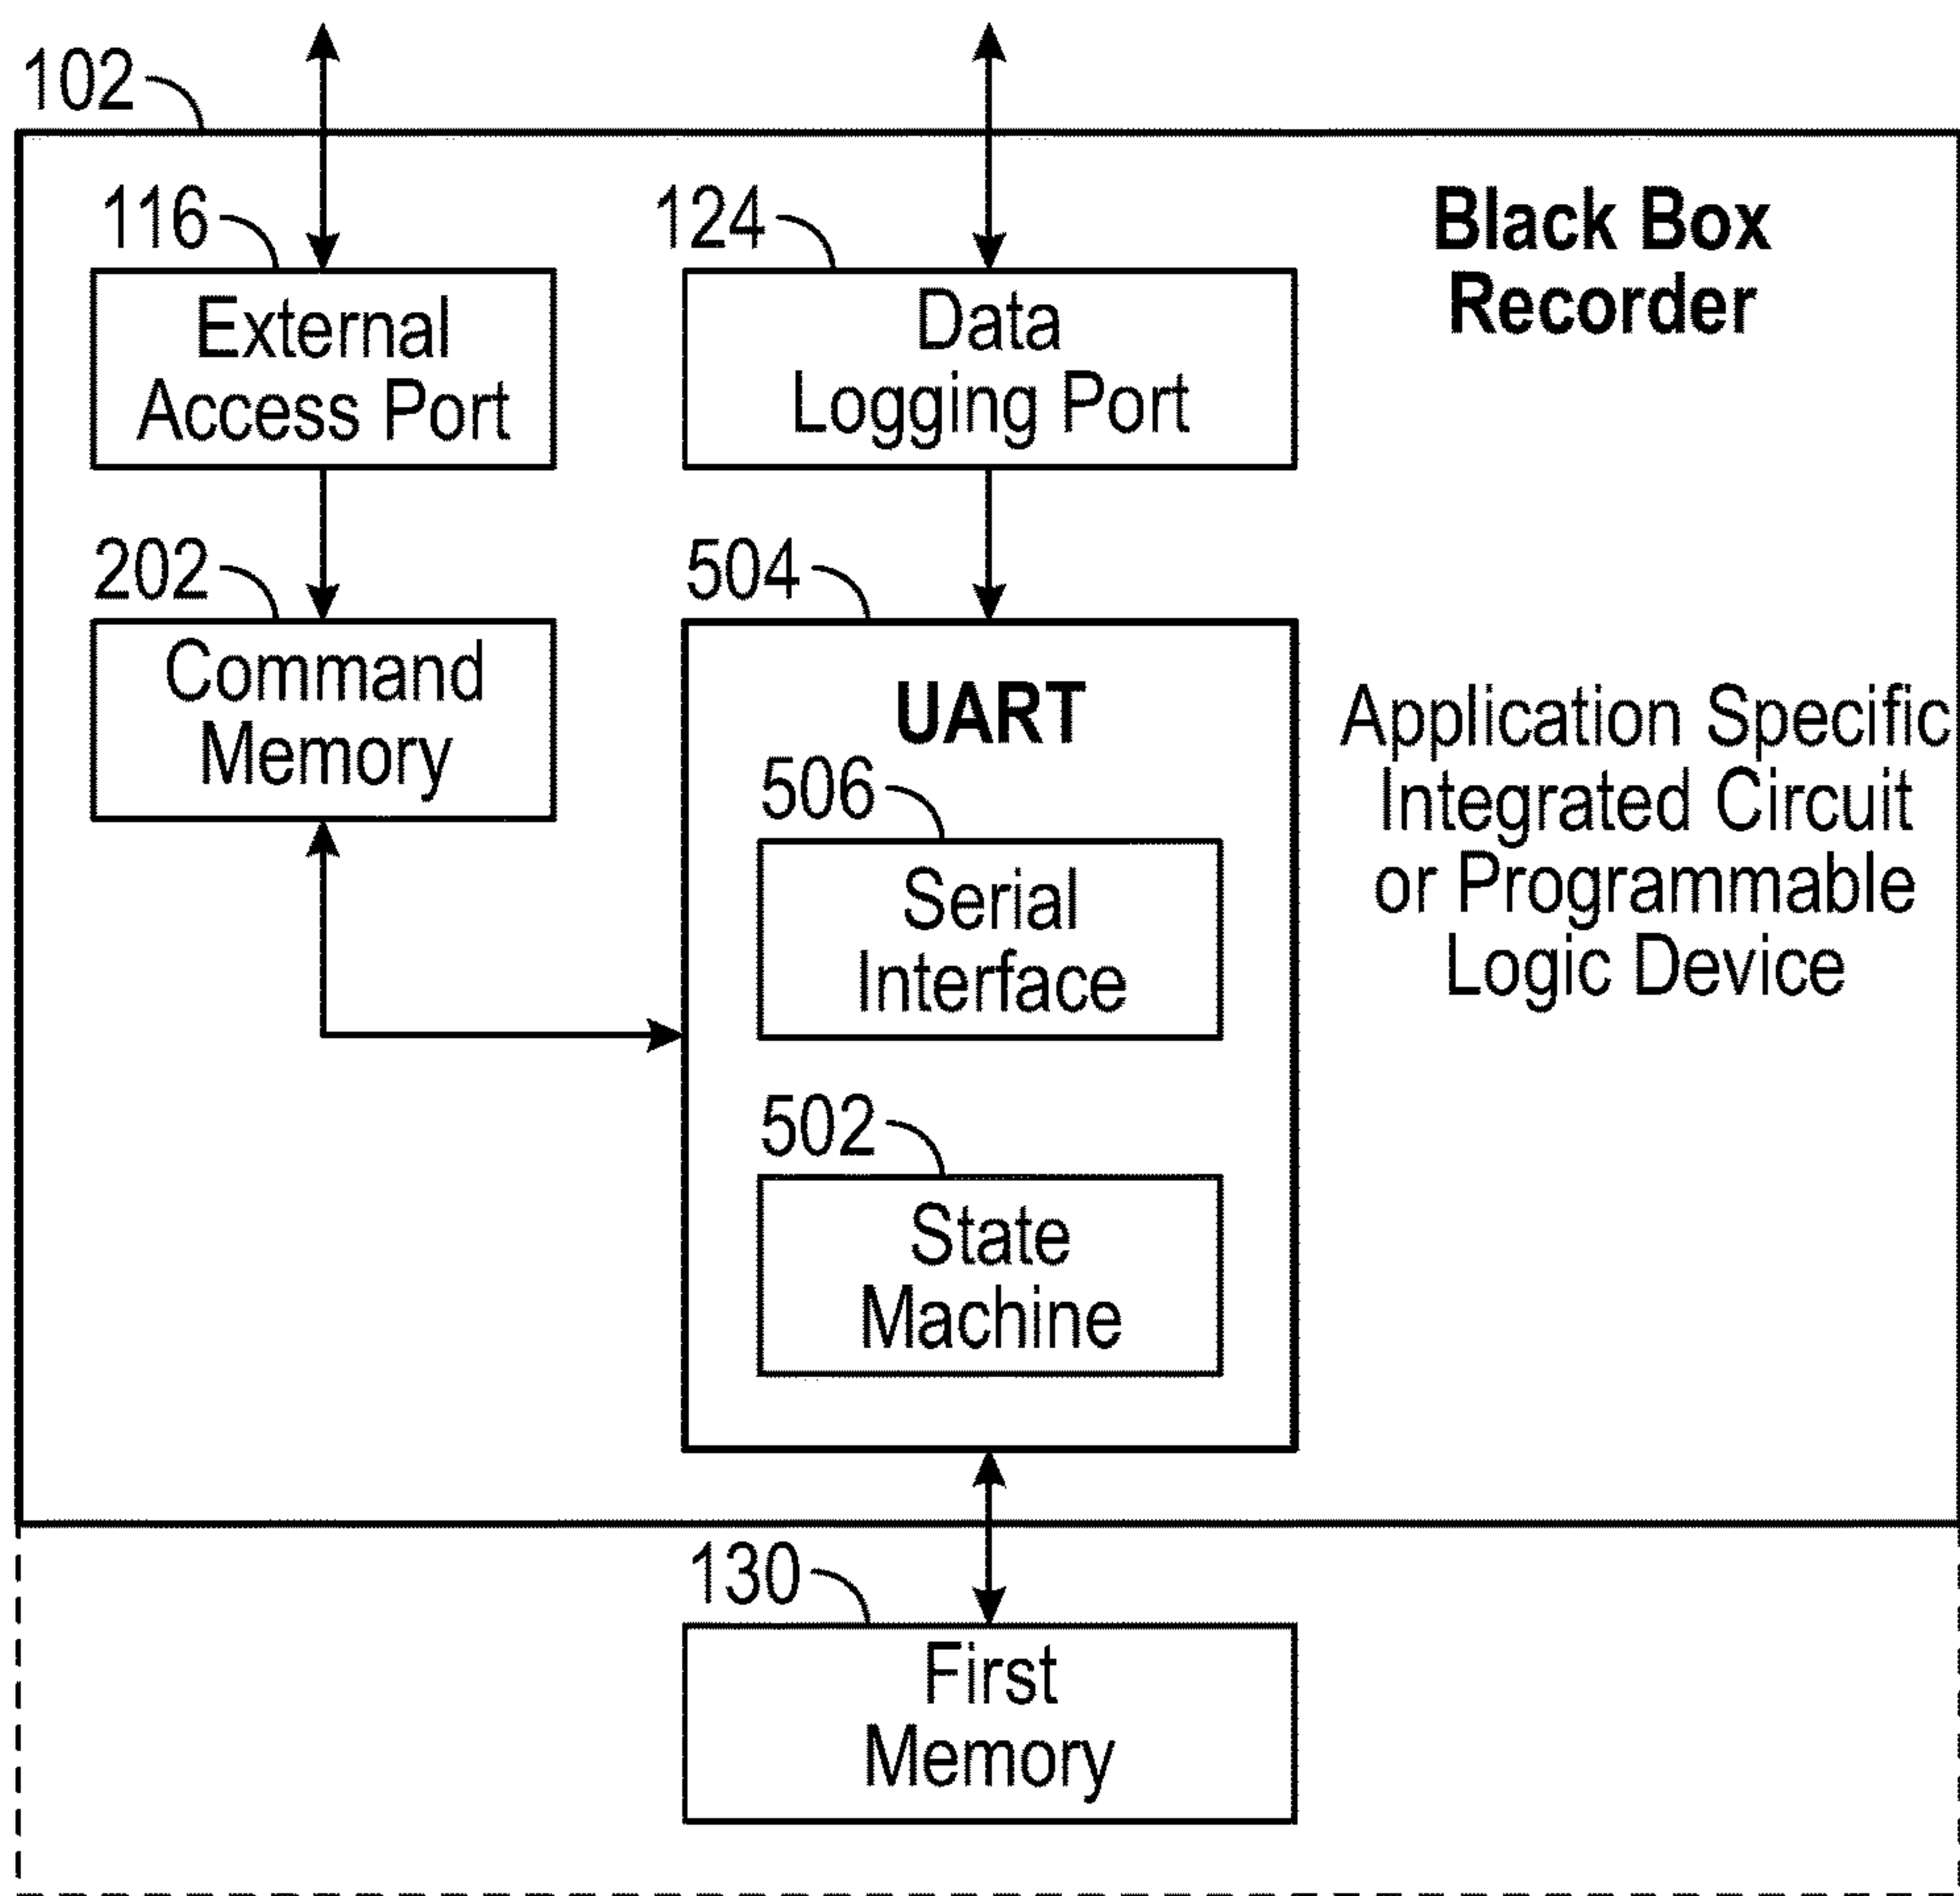 102
116
External
Access Port
124
Data
Logging Port
Black Box
Recorder
202
Command
Memory
504
UART
506
Serial
Interface
502
State
Machine
Application Specific
Integrated Circuit
or Programmable
Logic Device
130
First
Memory